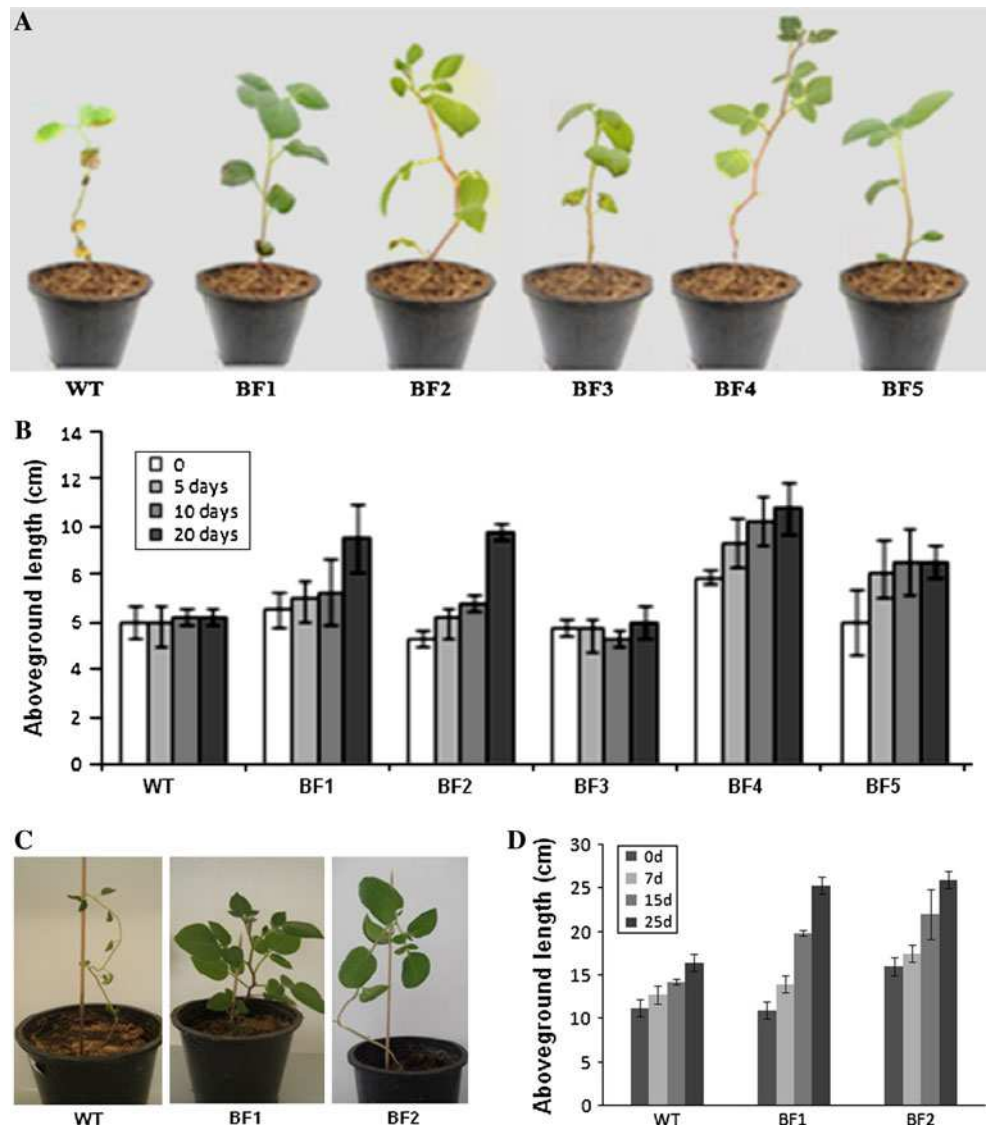 A
WT BF1 BF2 BF3 BF4 BF5
B
Aboveground length (cm)
14
12
10
6
5
4
2
0
0
5 days
10 days
20 days
WT BF1 BF2 BF3 BF4 BF5
C
WT BF1 BF2
D
Aboveground length (cm)
30
25
20
15
10
5
0
0d
7d
15d
25d
WT BF1 BF2